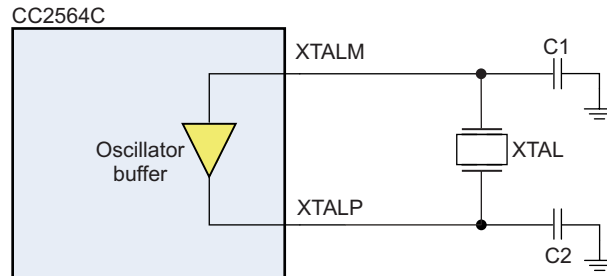 CC2564C
C1
XTALM
Oscillator
buffer
XTAL
XTALP
C2